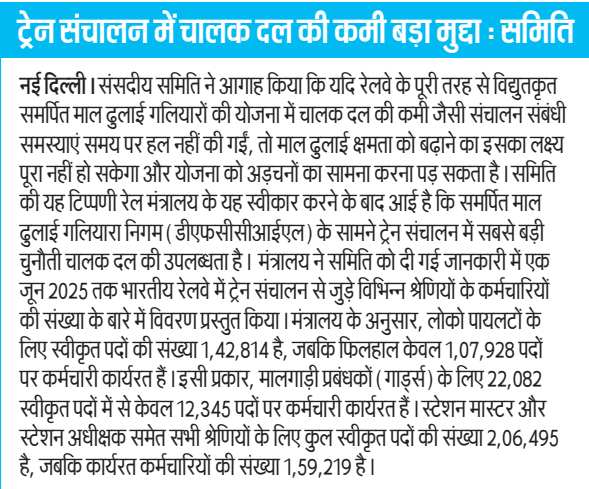 ट्रेन संचालन में चालक दल की कमी बड़ा मुद्दा : समिति
नई दिल्ली। संसदीय समिति ने आगाह किया कि यदि रेलवे के पूरी तरह से विद्युतकृत
समर्पित माल ढुलाई गलियारों की योजना में चालक दल की कमी जैसी संचालन संबंधी
समस्याएं समय पर हल नहीं की गईं, तो माल ढुलाई क्षमता को बढ़ाने का इसका लक्ष्य
पूरा नहीं हो सकेगा और योजना को अड़चनों का सामना करना पड़ सकता है। समिति
की यह टिप्पणी रेल मंत्रालय के यह स्वीकार करने के बाद आई है कि समर्पित माल
ढुलाई गलियारा निगम ( डीएफसीसीआईएल ) के सामने ट्रेन संचालन में सबसे बड़ी
चुनौती चालक दल की उपलब्धता है। मंत्रालय ने समिति को दी गई जानकारी में एक
जून 2025 तक भारतीय रेलवे में ट्रेन संचालन से जुड़े विभिन्न श्रेणियों के कर्मचारियों
की संख्या के बारे में विवरण प्रस्तुत किया। मंत्रालय के अनुसार, लोको पायलटों के
लिए स्वीकृत पदों की संख्या 1,42,814 है, जबकि फिलहाल केवल 1,07,928 पदों
पर कर्मचारी कार्यरत हैं। इसी प्रकार, मालगाड़ी प्रबंधकों ( गार्ड्स ) के लिए 22,082
स्वीकृत पदों में से केवल 12,345 पदों पर कर्मचारी कार्यरत हैं। स्टेशन मास्टर और
स्टेशन अधीक्षक समेत सभी श्रेणियों के लिए कुल स्वीकृत पदों की संख्या 2,06,495
है, जबकि कार्यरत कर्मचारियों की संख्या 1,59,219 है।